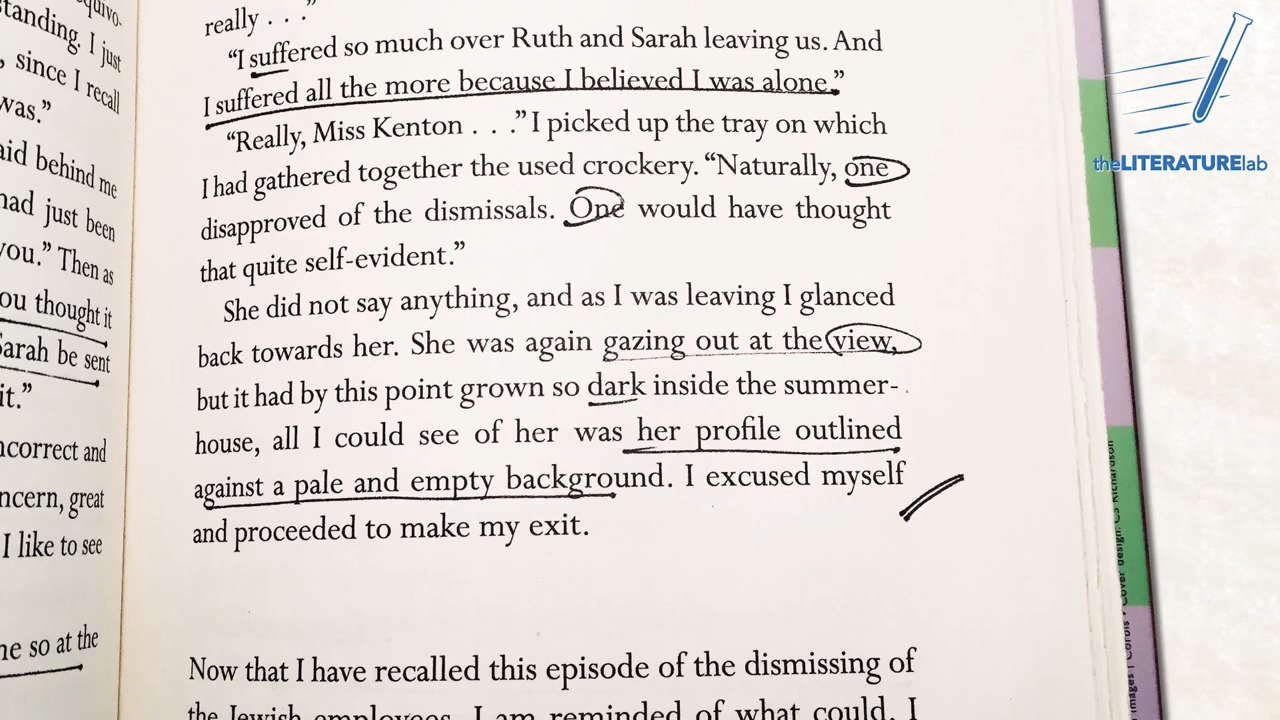 quivo-
tanding. I just
, since I recall
was.”
aid behind me
had just been
you.” Then as
ou thought it
Sarah be sent
it.”
ncorrect and
ncern, great
I like to see
ne so at the
really . . .”
“I suffered so much over Ruth and Sarah leaving us. And
I suffered all the more because I believed I was alone.”
“Really, Miss Kenton . . .” I picked up the tray on which
I had gathered together the used crockery. “Naturally, one
disapproved of the dismissals. One would have thought
that quite self-evident.”
She did not say anything, and as I was leaving I glanced
back towards her. She was again gazing out at the view,
but it had by this point grown so dark inside the summer-
house, all I could see of her was her profile outlined
against a pale and empty background. I excused myself
and proceeded to make my exit.
Now that I have recalled this episode of the dismissing of
the Jewish employees, I am reminded of what could, I
theLITERATURElab
Images | Corbis • Cover design: CS Richardson